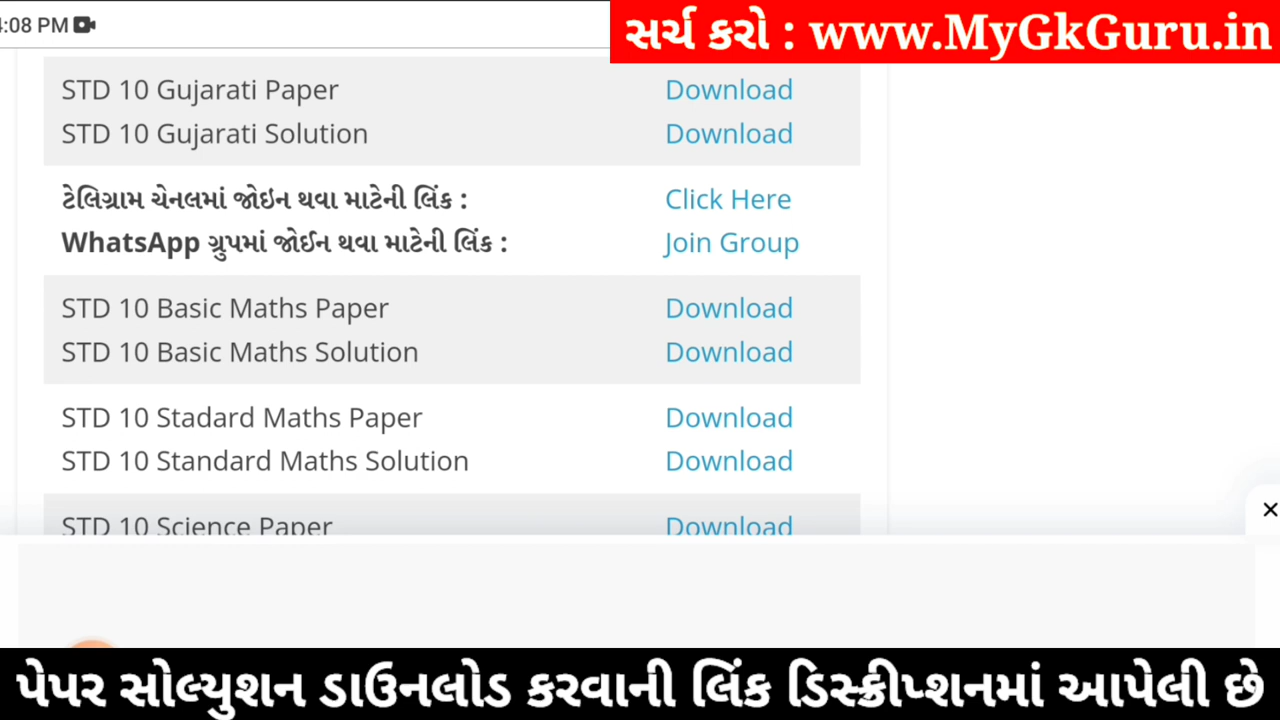 :08 PM
સર્ચ કરો : www.MyGkGuru.in
STD 10 Gujarati Paper Download
STD 10 Gujarati Solution Download
ટેલિગ્રામ ચેનલમાં જોઇન થવા માટેની લિંક : Click Here
WhatsApp ગ્રુપમાં જોઈન થવા માટેની લિંક : Join Group
STD 10 Basic Maths Paper Download
STD 10 Basic Maths Solution Download
STD 10 Stadard Maths Paper Download
STD 10 Standard Maths Solution Download
STD 10 Science Paper Download
પેપર સોલ્યુશન ડાઉનલોડ કરવાની લિંક ડિસ્ક્રીપ્શનમાં આપેલી છે